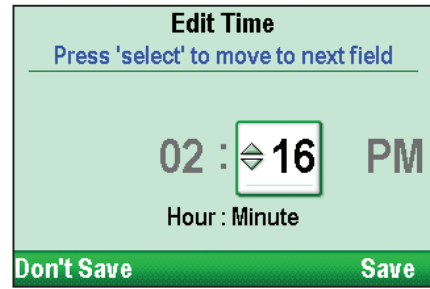 Edit Time
Press 'select' to move to next field
02 : 16 PM
Hour : Minute
Don't Save Save